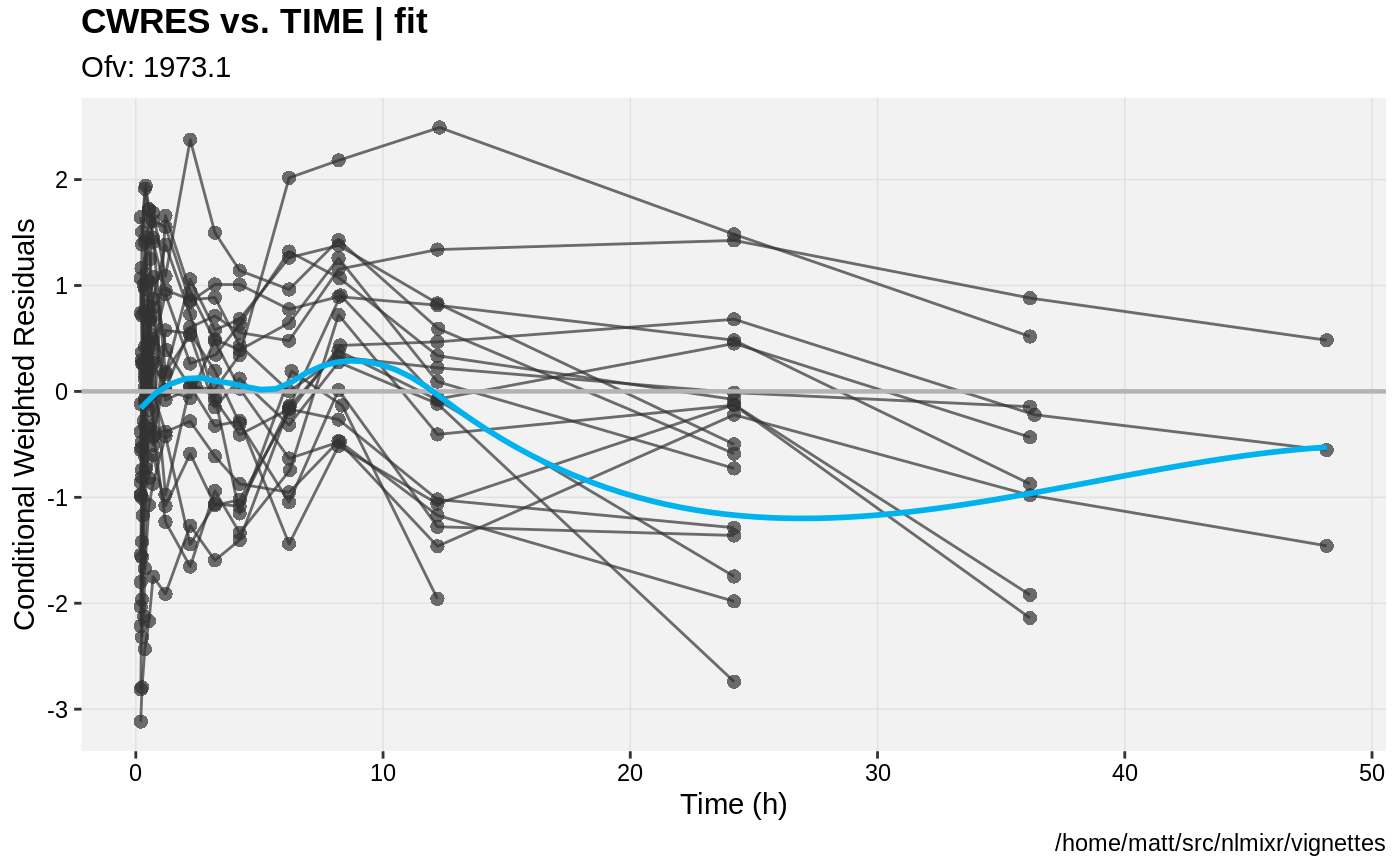 CWRES vs. TIME | fit
Ofv: 1973.1
Conditional Weighted Residuals
2
1
0
-1
-2
-3
0 10 20 30 40 50
Time (h)
/home/matt/src/nlmixr/vignettes